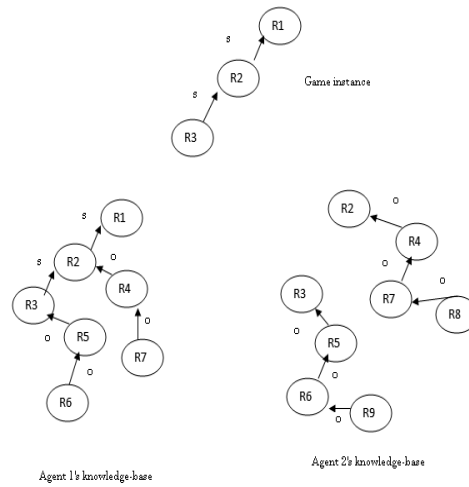 R1
s
R2
Game instance
s
R3
R1
s
R2
o
s
R4
R3
R5
o
o
R7
o
R6
Agent 1's knowledge-base
R2
o
R4
o
o
R3
R7
R8
o
R5
o
R6
R9
o
Agent 2's knowledge-base